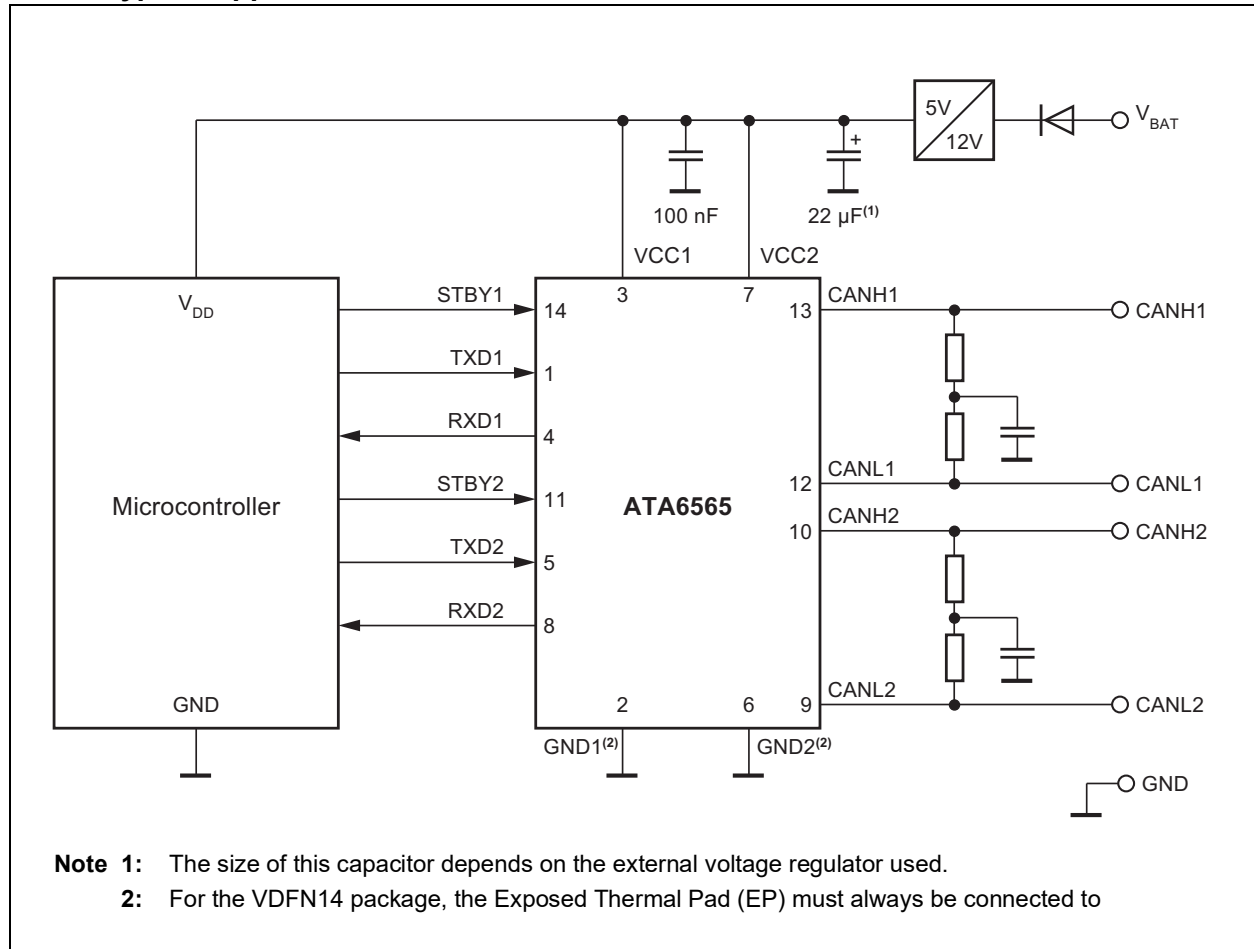 5V
12V
VBAT
100 nF
22 µF(1)
+
VCC1
VCC2
VDD
STBY1
14
3
7
13
CANH1
CANH1
TXD1
1
RXD1
4
STBY2
11
Microcontroller
ATA6565
12
CANL1
CANL1
10
CANH2
CANH2
TXD2
5
RXD2
8
GND
2
6
9
CANL2
CANL2
GND1(2)
GND2(2)
GND
Note 1: The size of this capacitor depends on the external voltage regulator used.
2: For the VDFN14 package, the Exposed Thermal Pad (EP) must always be connected to